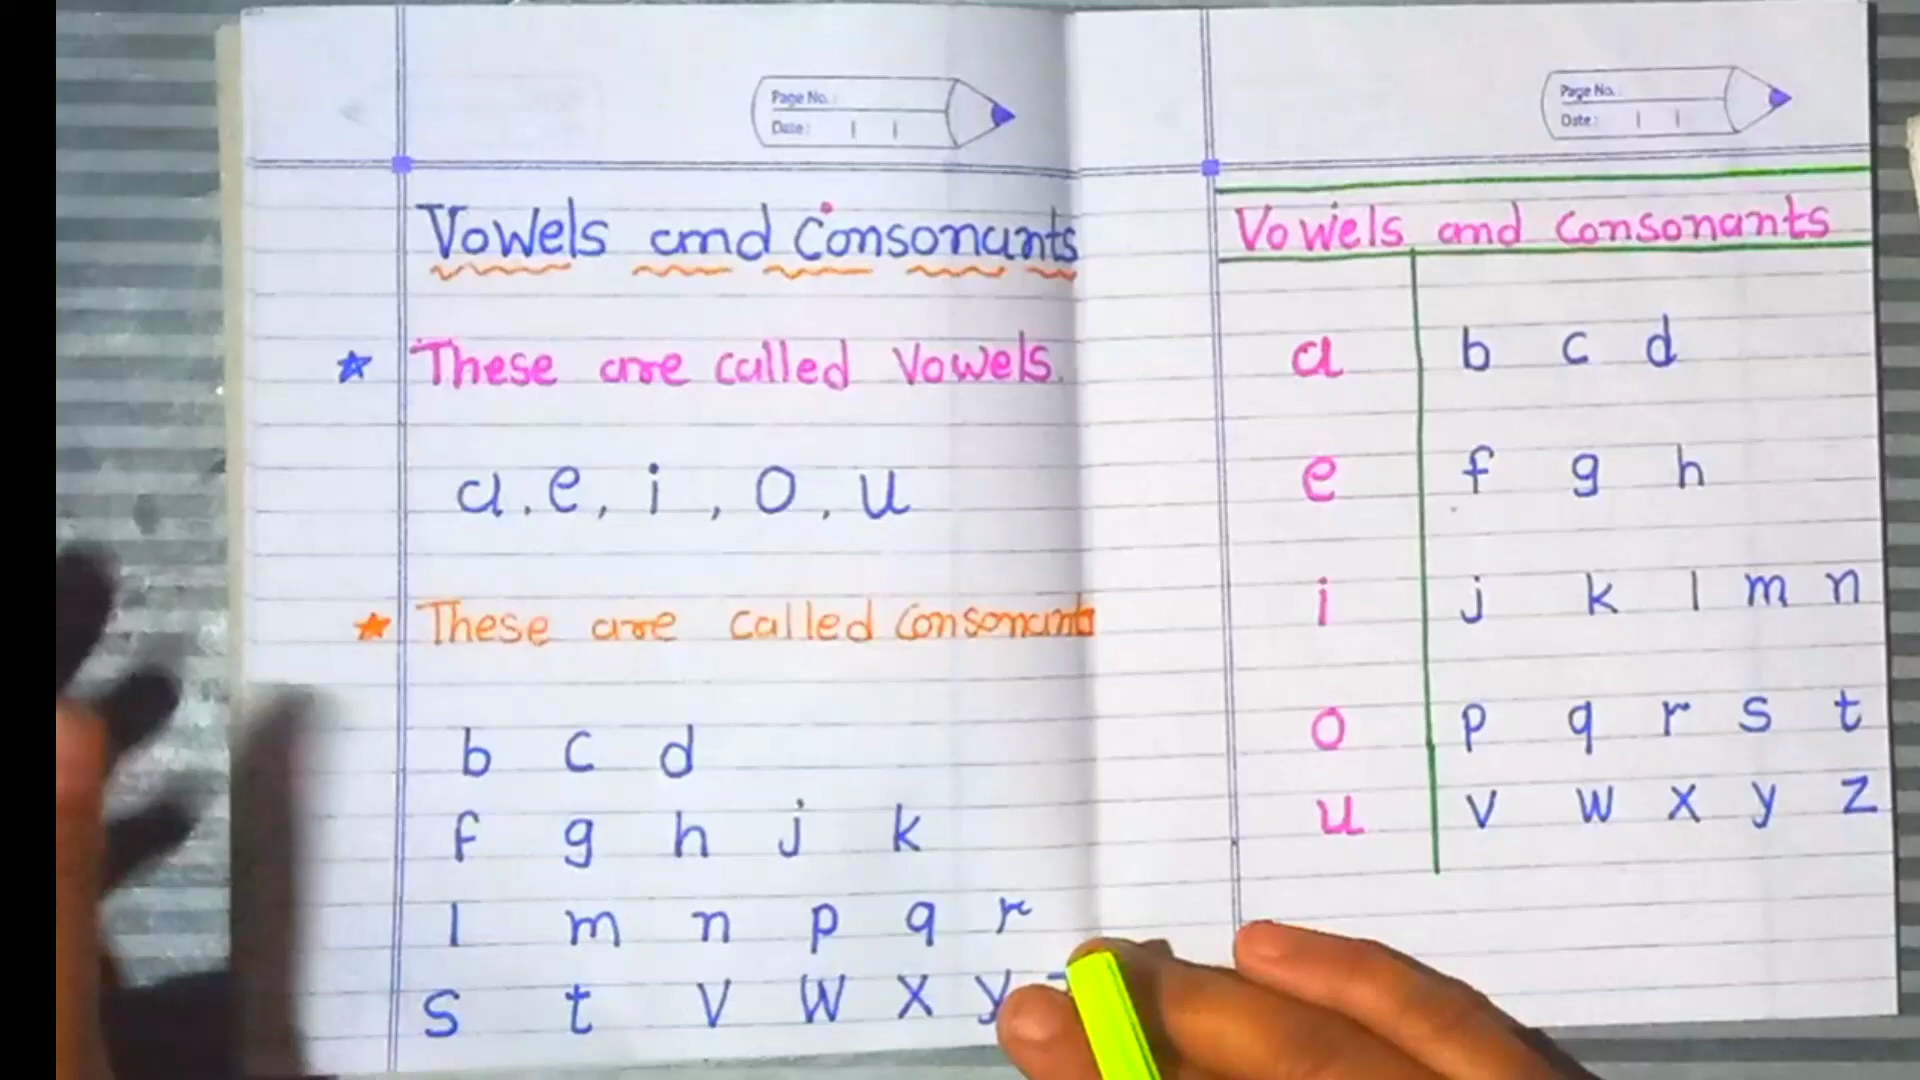 Page No.:
Date:
Vowels and Consonants
These are called Vowels.
a, e, i, o, u
These are called Consonants
b c d
f g h j k
l m n p q r
s t v w x y
Page No.:
Date:
Vowels and Consonants
a b c d
e f g h
i j k l m n
o p q r s t
u v w x y z